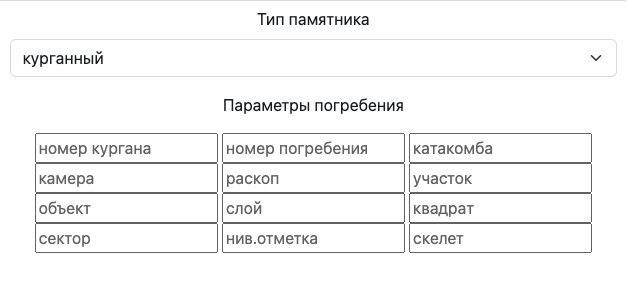 Тип памятника
курганный
Параметры погребения
номер кургана номер погребения катакомба
камера раскоп участок
объект слой квадрат
сектор нив.отметка скелет